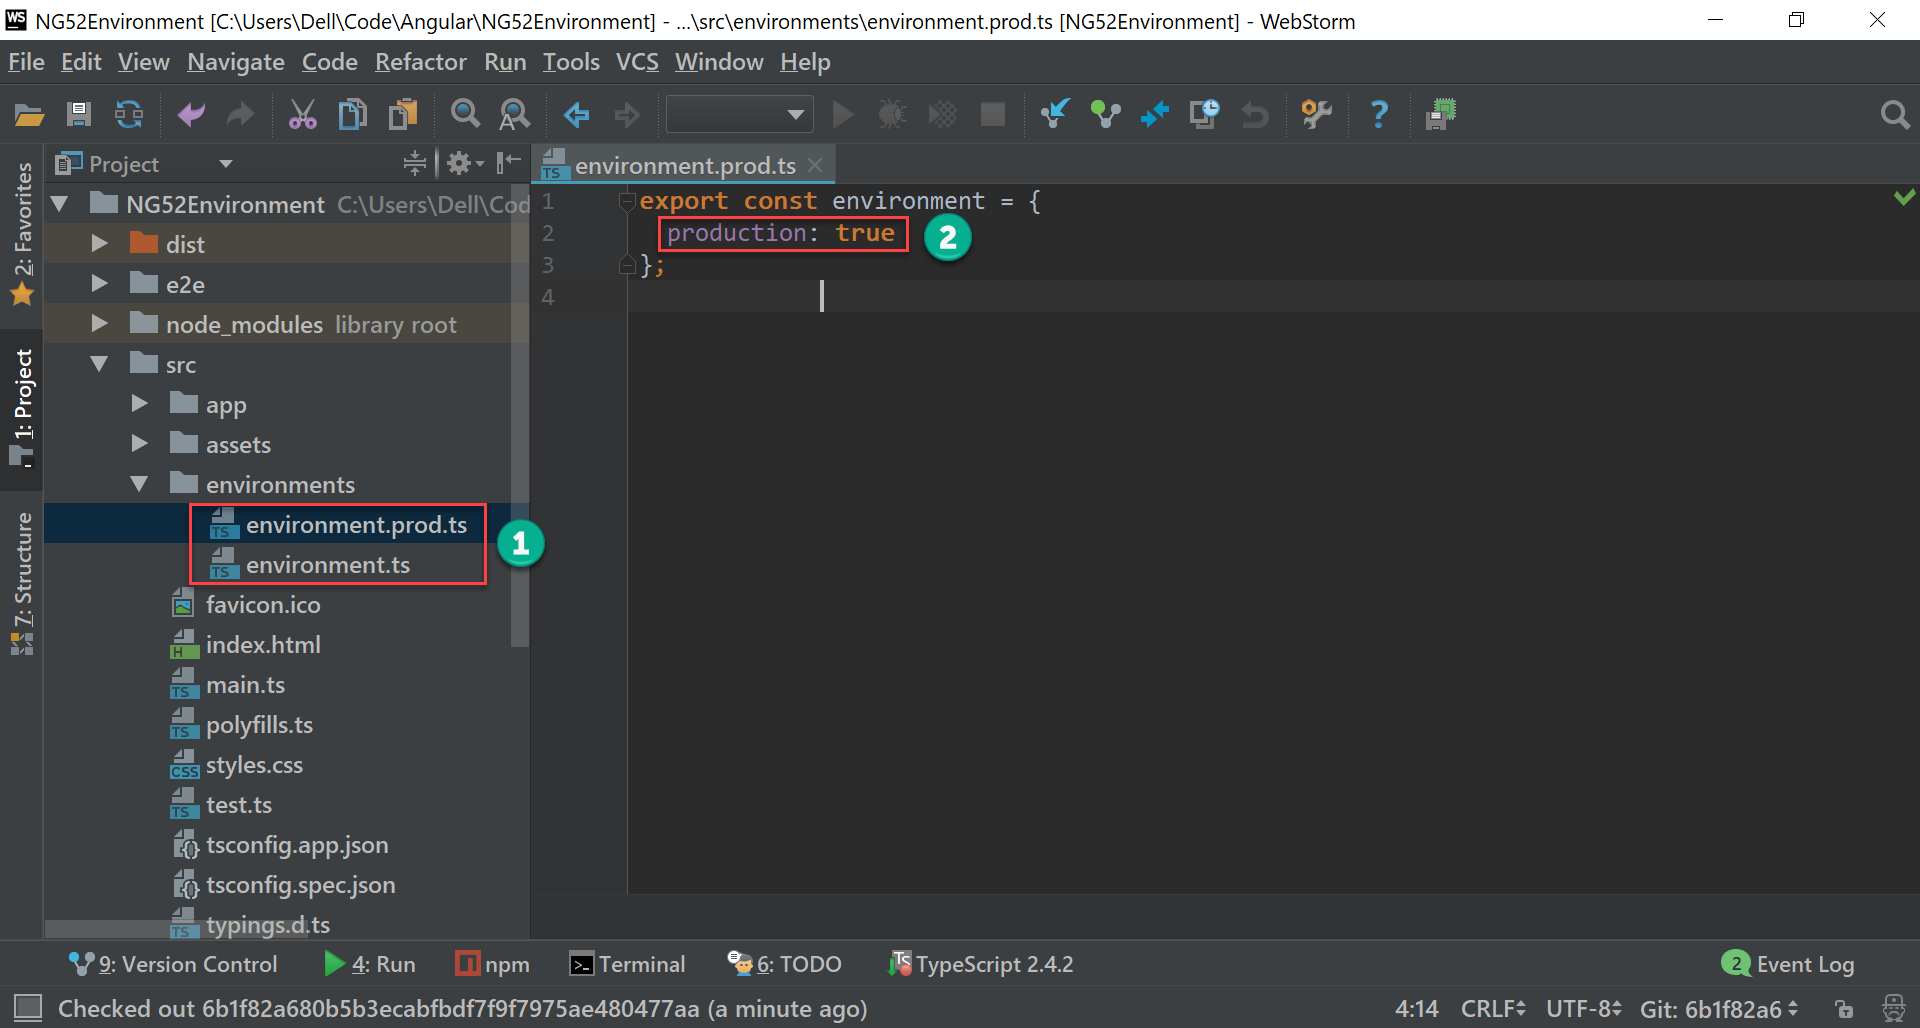 WS NG52Environment [C:\Users\Dell\Code\Angular\NG52Environment] - ...\src\environments\environment.prod.ts [NG52Environment] - WebStorm
File Edit View Navigate Code Refactor Run Tools VCS Window Help
Project
environment.prod.ts
2: Favorites
1: Project
7: Structure
NG52Environment C:\Users\Dell\Cod
dist
e2e
node_modules library root
src
app
assets
environments
environment.prod.ts
environment.ts
1
favicon.ico
index.html
main.ts
polyfills.ts
styles.css
test.ts
tsconfig.app.json
tsconfig.spec.json
typings.d.ts
1 export const environment = {
2 production: true 2
3 };
4
9: Version Control 4: Run npm Terminal 6: TODO TypeScript 2.4.2 2 Event Log
Checked out 6b1f82a680b5b3ecabfbdf7f9f7975ae480477aa (a minute ago) 4:14 CRLF UTF-8 Git: 6b1f82a6